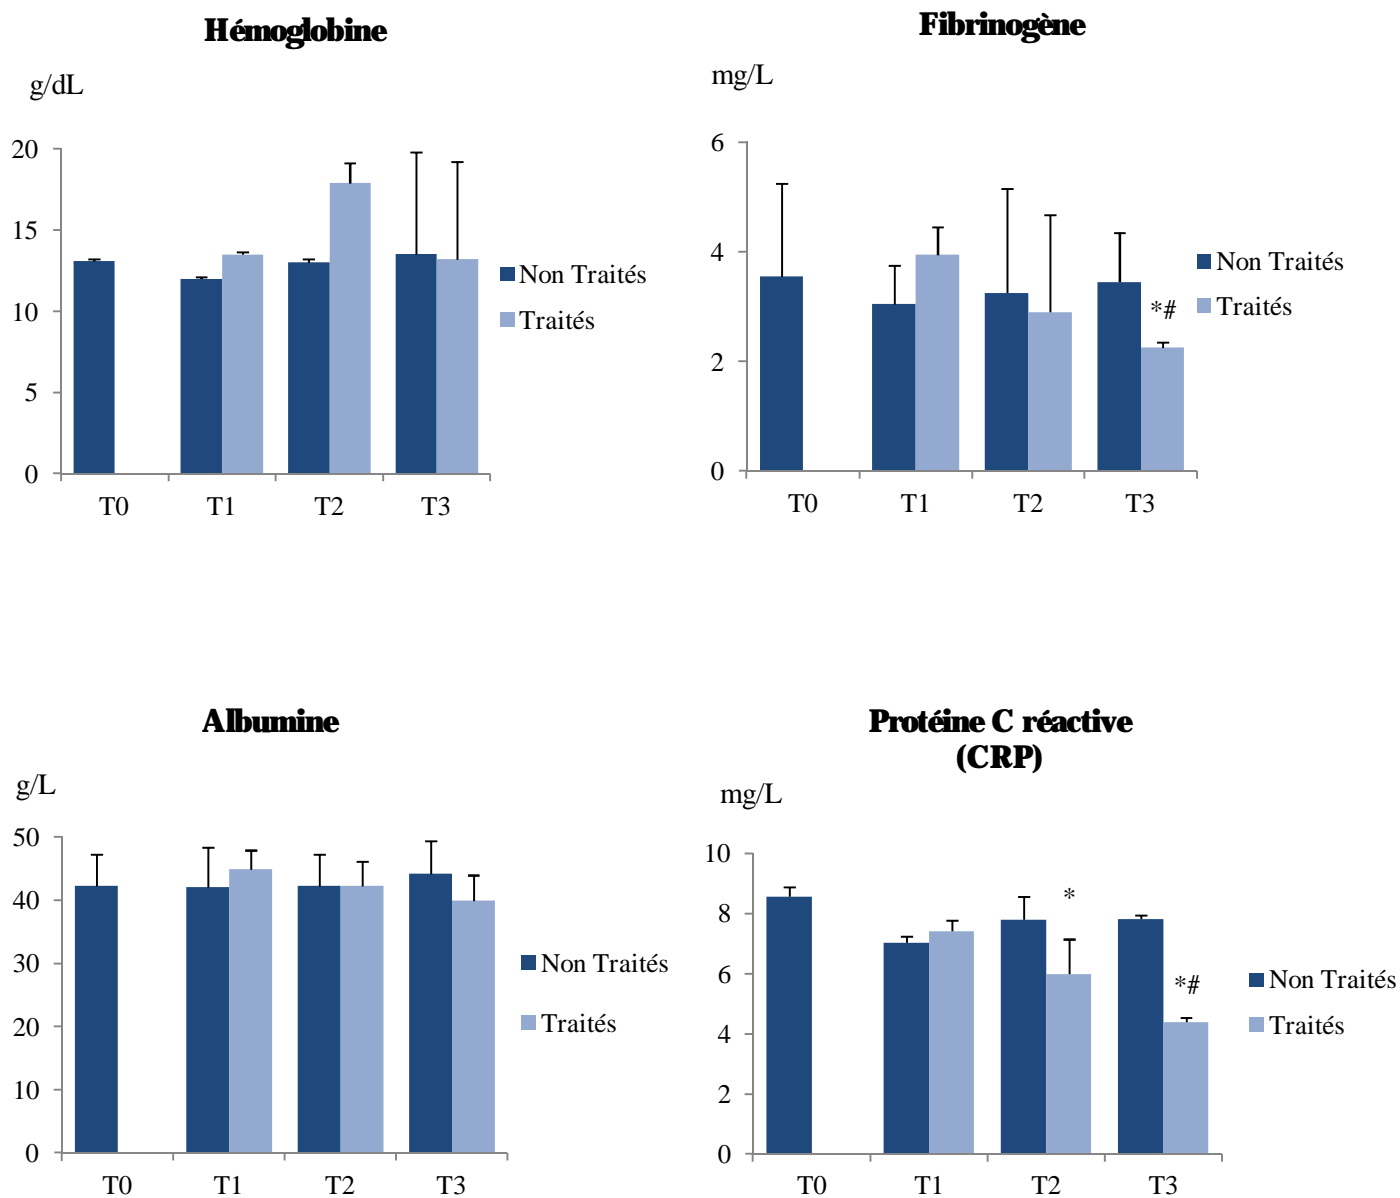 Hémoglobine
g/dL
20
15
10
5
0
T0 T1 T2 T3
Non Traités
Traités
Fibrinogène
mg/L
6
4
2
0
*#
T0 T1 T2 T3
Non Traités
Traités
Albumine
g/L
50
40
30
20
10
0
T0 T1 T2 T3
Non Traités
Traités
Protéine C réactive
(CRP)
mg/L
10
8
6
4
2
0
*
*#
T0 T1 T2 T3
Non Traités
Traités